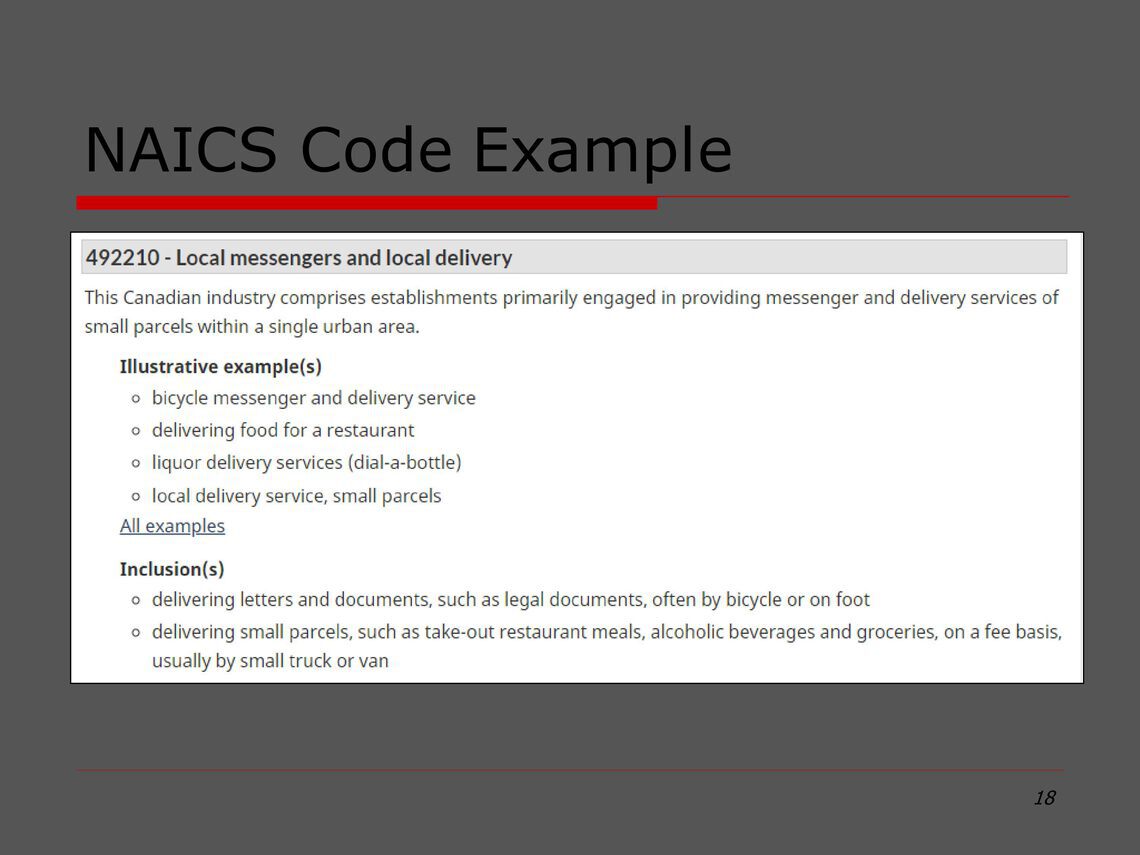 NAICS Code Example
492210 - Local messengers and local delivery
This Canadian industry comprises establishments primarily engaged in providing messenger and delivery services of
small parcels within a single urban area.
Illustrative example(s)
bicycle messenger and delivery service
delivering food for a restaurant
liquor delivery services (dial-a-bottle)
local delivery service, small parcels
All examples
Inclusion(s)
delivering letters and documents, such as legal documents, often by bicycle or on foot
delivering small parcels, such as take-out restaurant meals, alcoholic beverages and groceries, on a fee basis,
usually by small truck or van
18